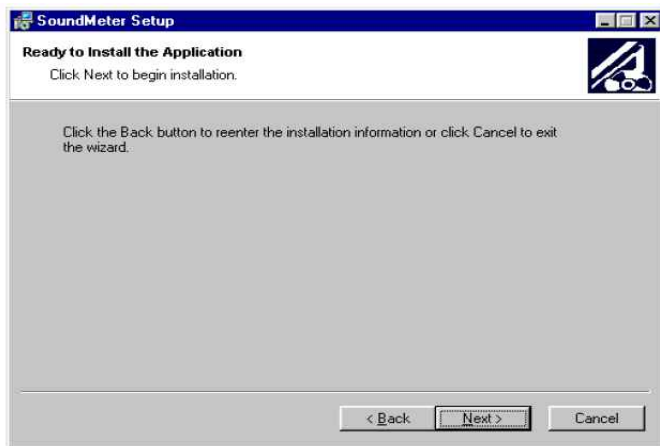 SoundMeter Setup
Ready to Install the Application
Click Next to begin installation.
Click the Back button to reenter the installation information or click Cancel to exit
the wizard.
< Back
Next >
Cancel